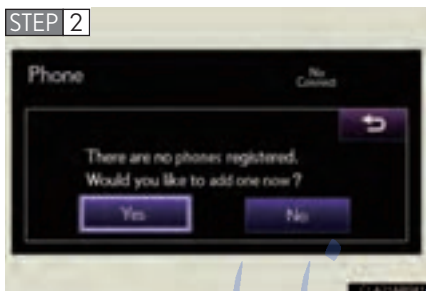 STEP 2
Phone
No
Connect
There are no phones registered.
Would you like to add one now?
Yes
No